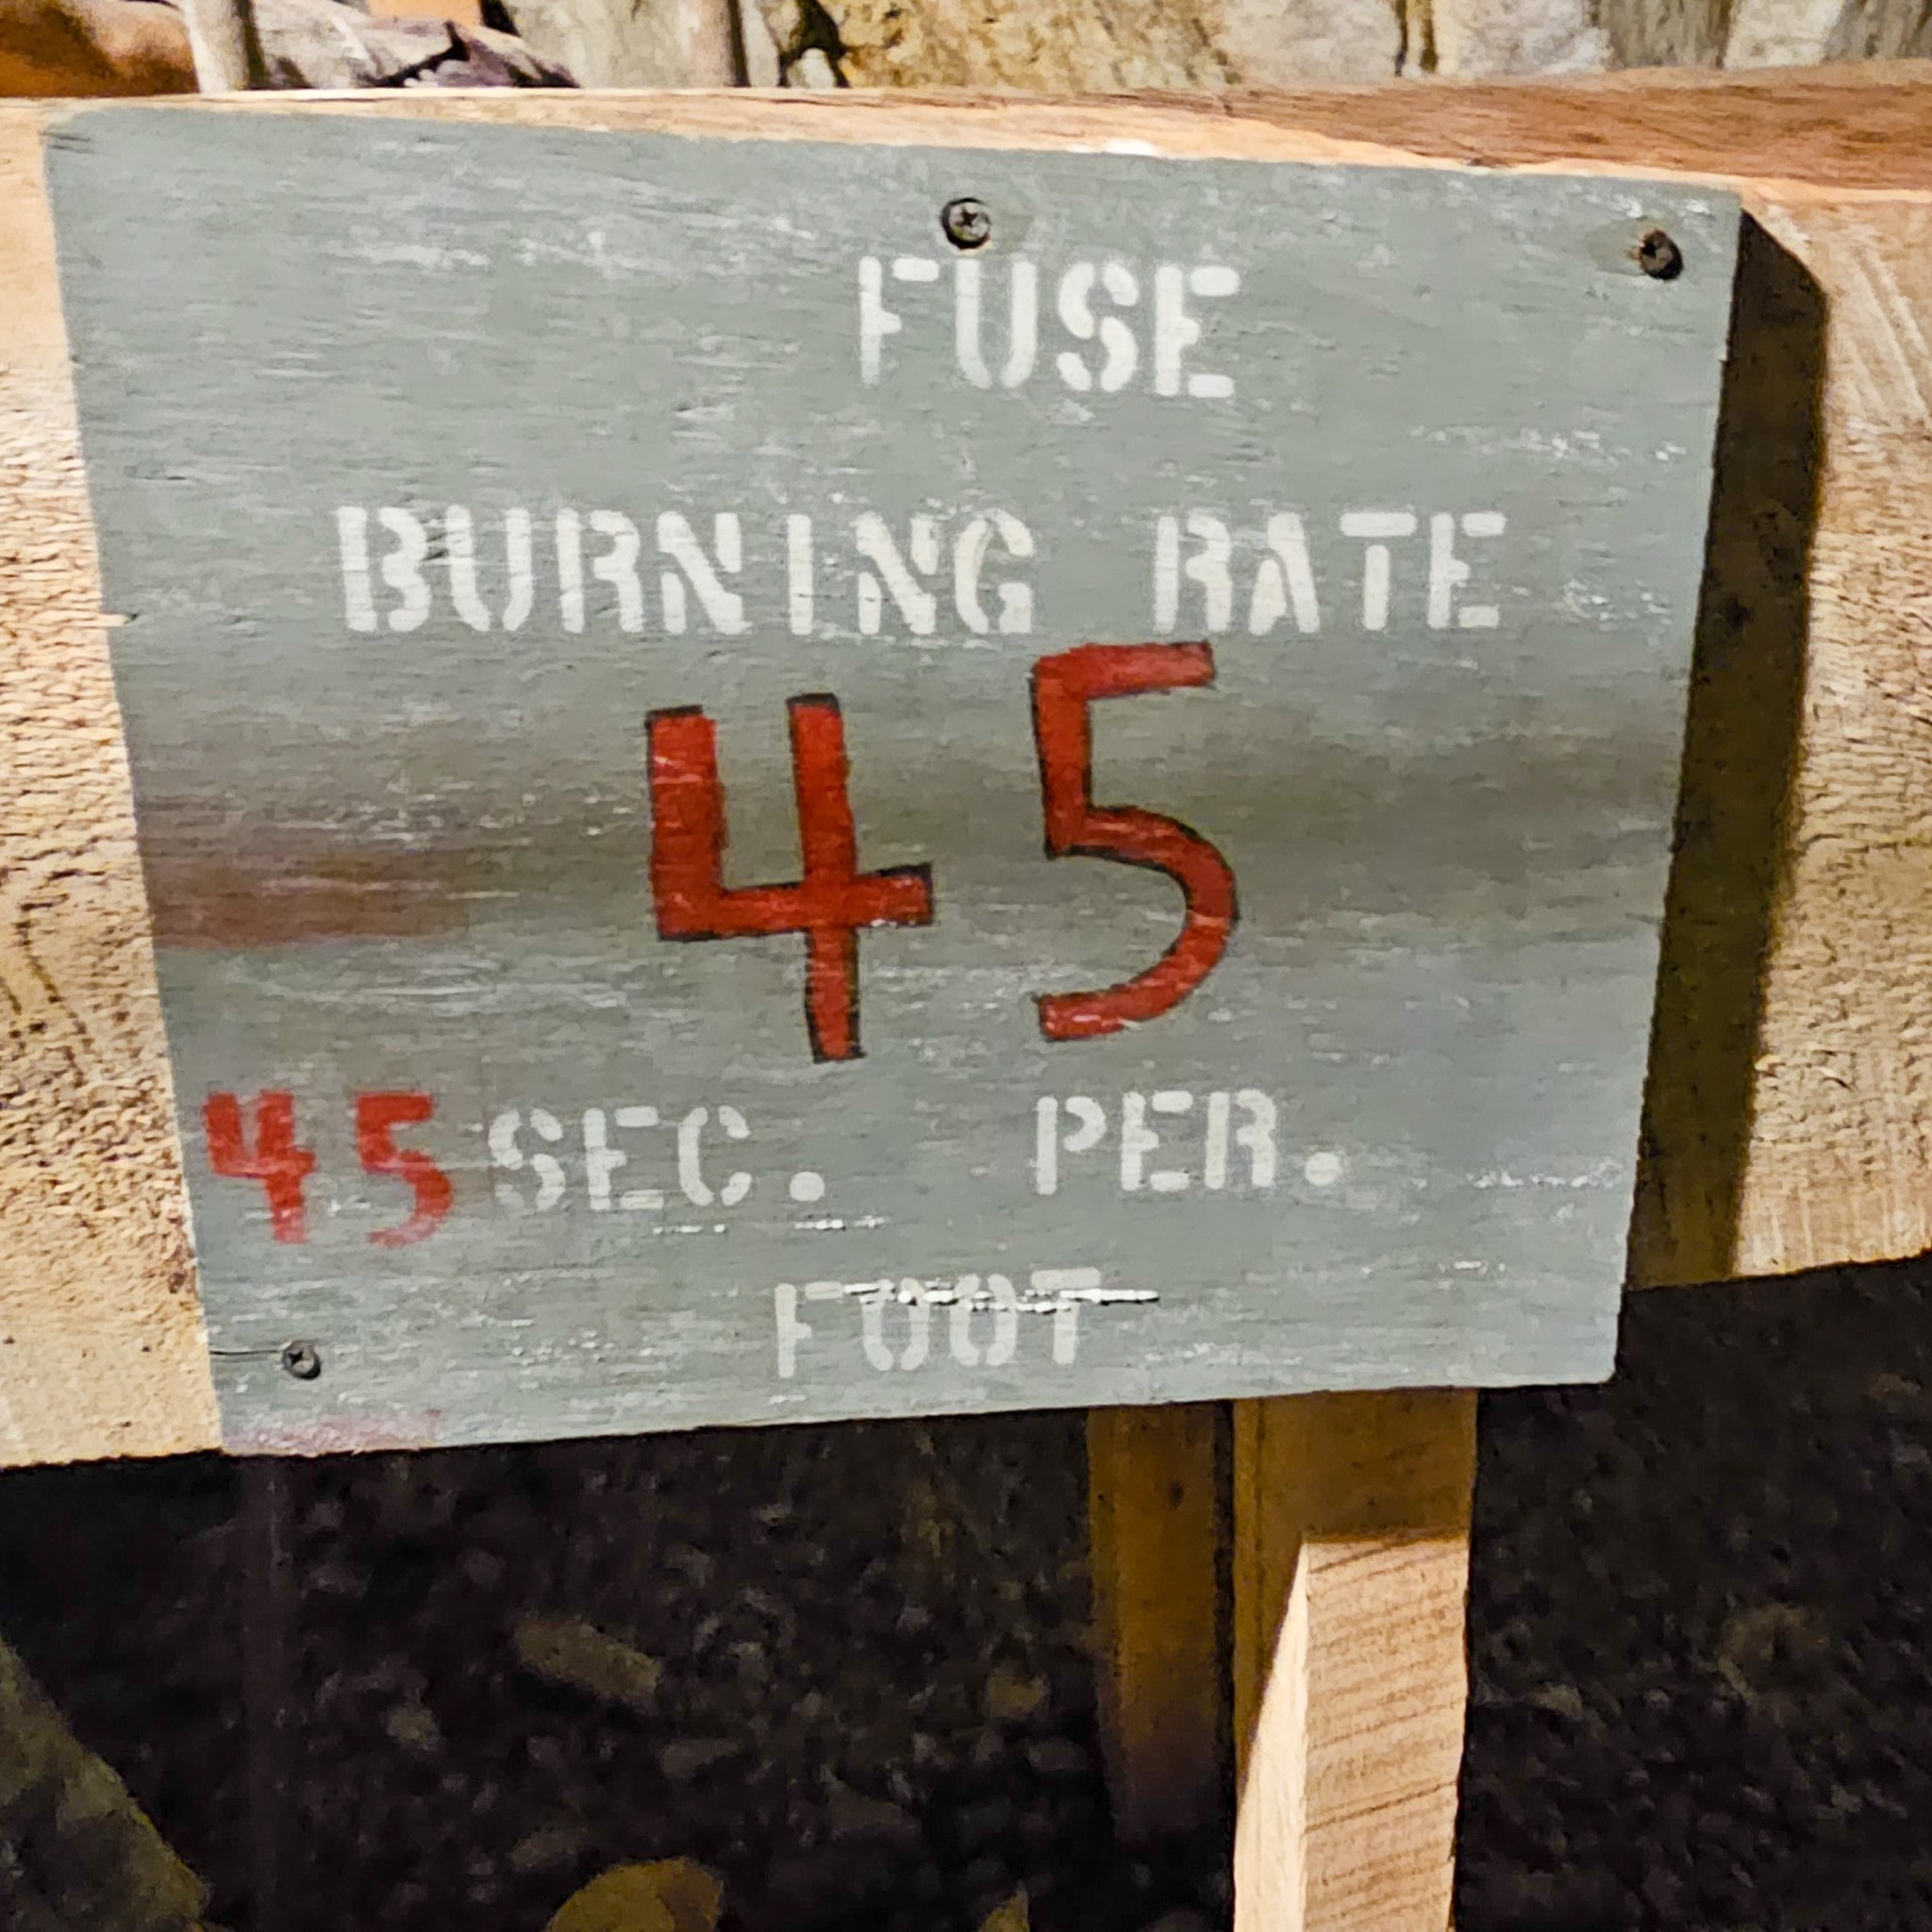 FUSE
BURNING RATE
45
45 SEC. PER.
FOOT